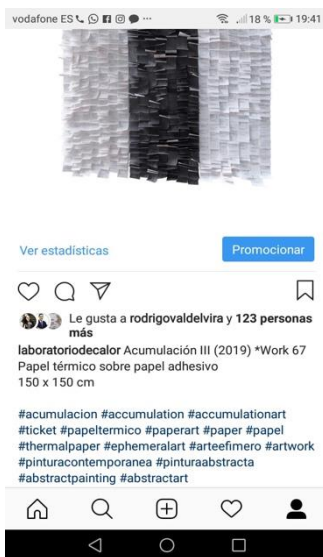 vodafone ES 18 % 19:41
Ver estadísticas Promocionar
Le gusta a rodrigovaldelvira y 123 personas
más
laboratoriodecalor Acumulación III (2019) *Work 67
Papel térmico sobre papel adhesivo
150 x 150 cm
#acumulacion #accumulation #accumulationart
#ticket #papeltermico #paperart #paper #papel
#thermalpaper #ephemeralart #arteefimero #artwork
#pinturacontemporanea #pinturaabstracta
#abstractpainting #abstractart